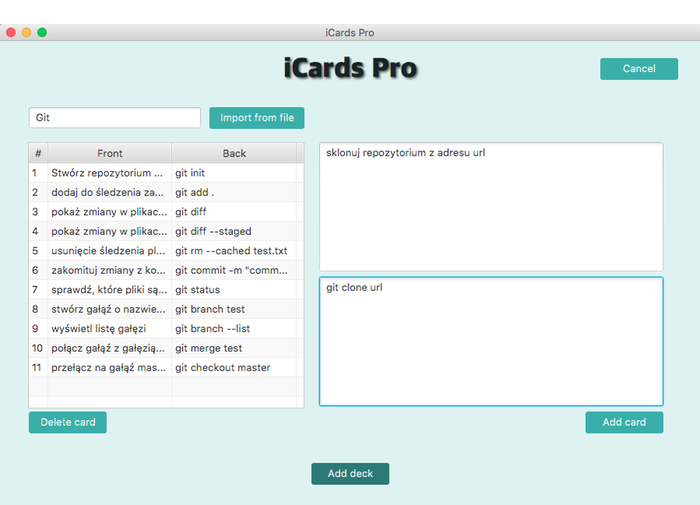 iCards Pro
iCards Pro
Cancel
Git
Import from file
# Front Back
1 Stwórz repozytorium ... git init
2 dodaj do śledzenia za... git add .
3 pokaż zmiany w plikac... git diff
4 pokaż zmiany w plikac... git diff --staged
5 usunięcie śledzenia pl... git rm --cached test.txt
6 zakomituj zmiany z ko... git commit -m "comm...
7 sprawdź, które pliki są... git status
8 stwórz gałąź o nazwie... git branch test
9 wyświetl listę gałęzi git branch --list
10 połącz gałąź z gałęzią... git merge test
11 przełącz na gałąź mas... git checkout master
sklonuj repozytorium z adresu url
git clone url
Delete card
Add card
Add deck